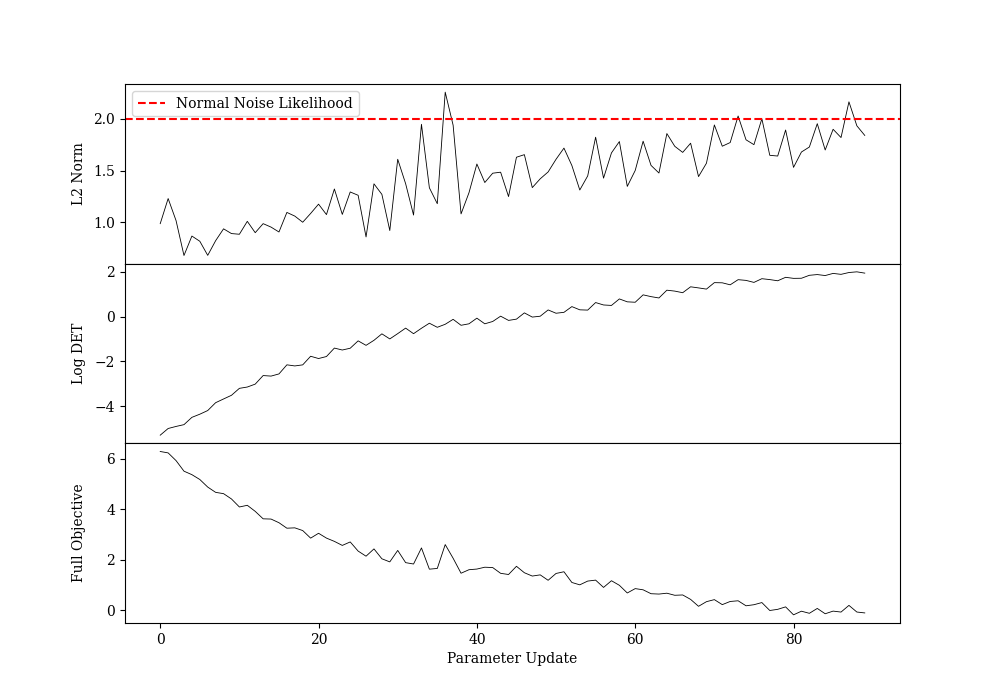 Normal Noise Likelihood
2.0
1.5
1.0
L2 Norm
2
0
−2
−4
Log DET
6
4
2
0
Full Objective
0 20 40 60 80
Parameter Update